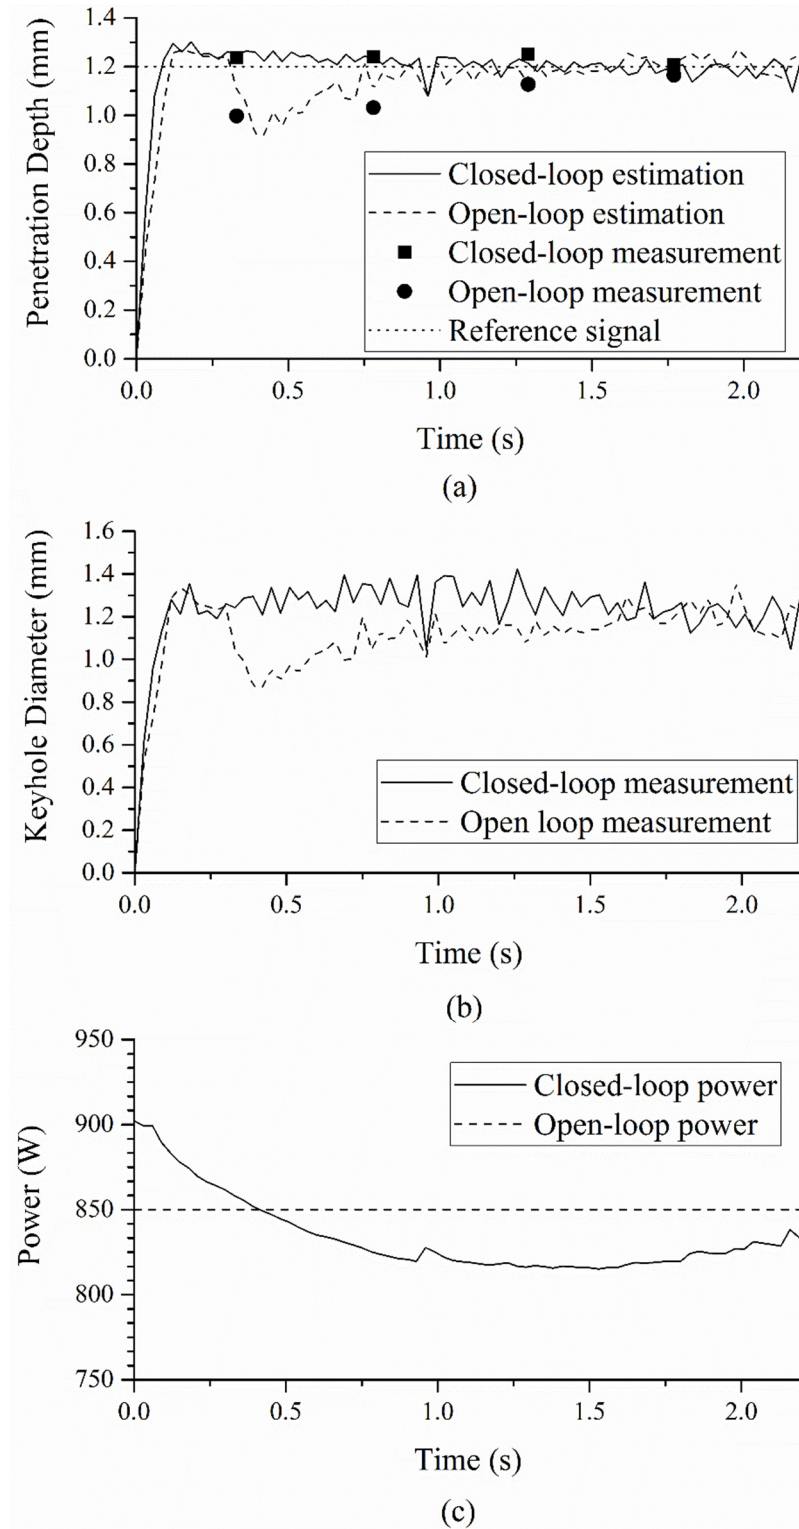 1.4
1.2
1.0
0.8
0.6
0.4
0.2
0.0
Penetration Depth (mm)
Closed-loop estimation
Open-loop estimation
Closed-loop measurement
Open-loop measurement
Reference signal
0.0 0.5 1.0 1.5 2.0
Time (s)
(a)
1.6
1.4
1.2
1.0
0.8
0.6
0.4
0.2
0.0
Keyhole Diameter (mm)
Closed-loop measurement
Open loop measurement
0.0 0.5 1.0 1.5 2.0
Time (s)
(b)
950
900
850
800
750
Power (W)
Closed-loop power
Open-loop power
0.0 0.5 1.0 1.5 2.0
Time (s)
(c)